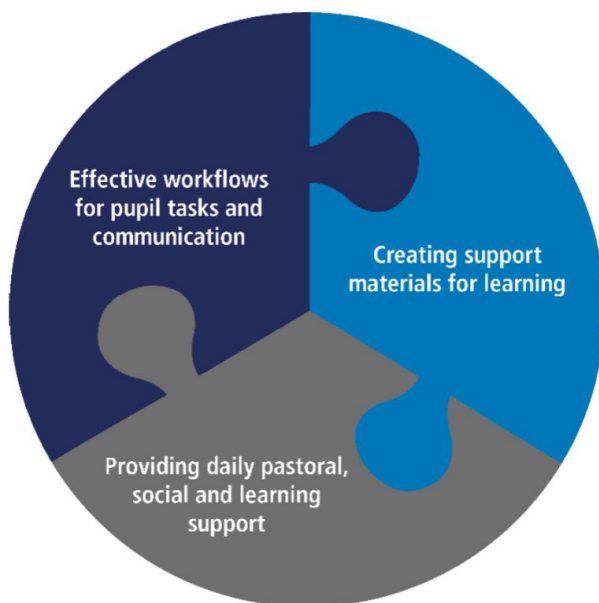 Effective workflows
for pupil tasks and
communication
Creating support
materials for learning
Providing daily pastoral,
social and learning
support